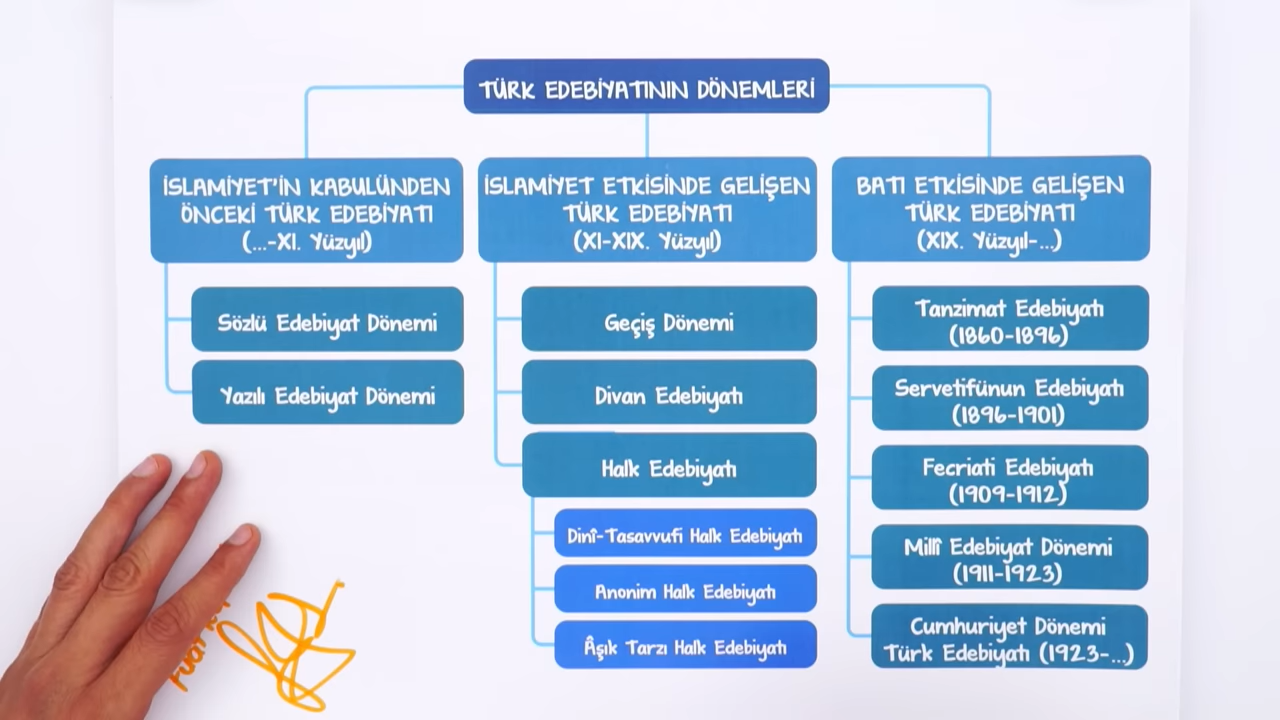 TÜRK EDEBİYATININ DÖNEMLERİ
İSLAMİYET'İN KABULÜNDEN
ÖNCEKİ TÜRK EDEBİYATI
(...-XI. Yüzyıl)
Sözlü Edebiyat Dönemi
Yazılı Edebiyat Dönemi
İSLAMİYET ETKİSİNDE GELİŞEN
TÜRK EDEBİYATI
(XI-XIX. Yüzyıl)
Geçiş Dönemi
Divan Edebiyatı
Halk Edebiyatı
Dinî-Tasavvufi Halk Edebiyatı
Anonim Halk Edebiyatı
Âşık Tarzı Halk Edebiyatı
BATI ETKİSİNDE GELİŞEN
TÜRK EDEBİYATI
(XIX. Yüzyıl-...)
Tanzimat Edebiyatı
(1860-1896)
Servetifünun Edebiyatı
(1896-1901)
Fecriati Edebiyatı
(1909-1912)
Millî Edebiyat Dönemi
(1911-1923)
Cumhuriyet Dönemi
Türk Edebiyatı (1923-...)